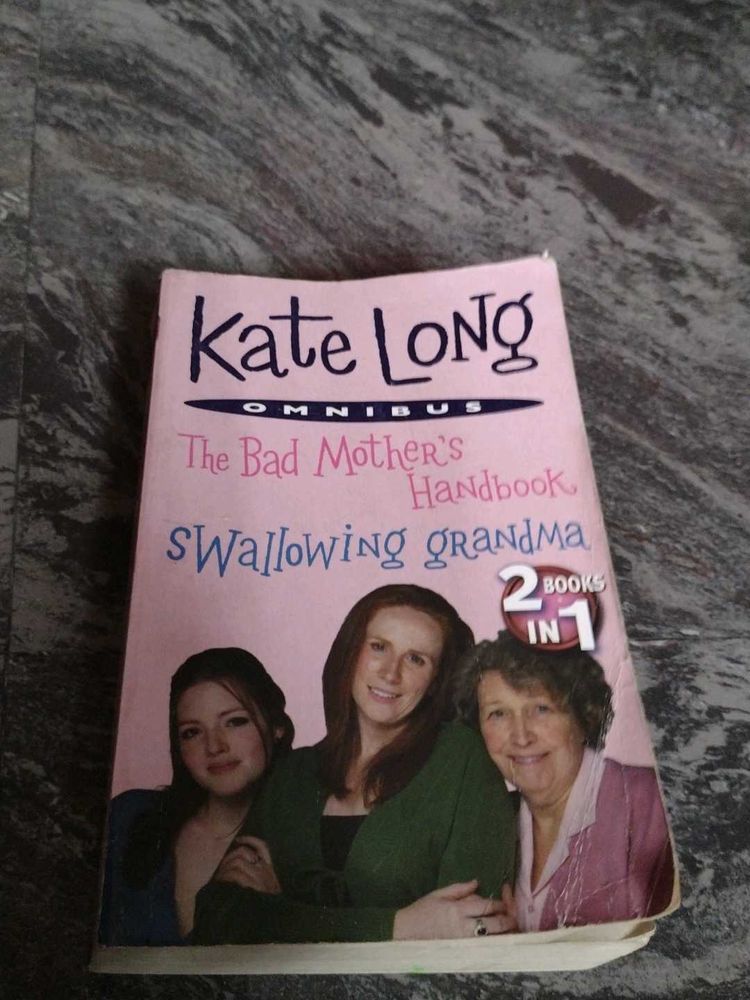 Kate Long
OMNIBUS
The Bad Mother's
Handbook
swallowing grandma
2 BOOKS
IN 1